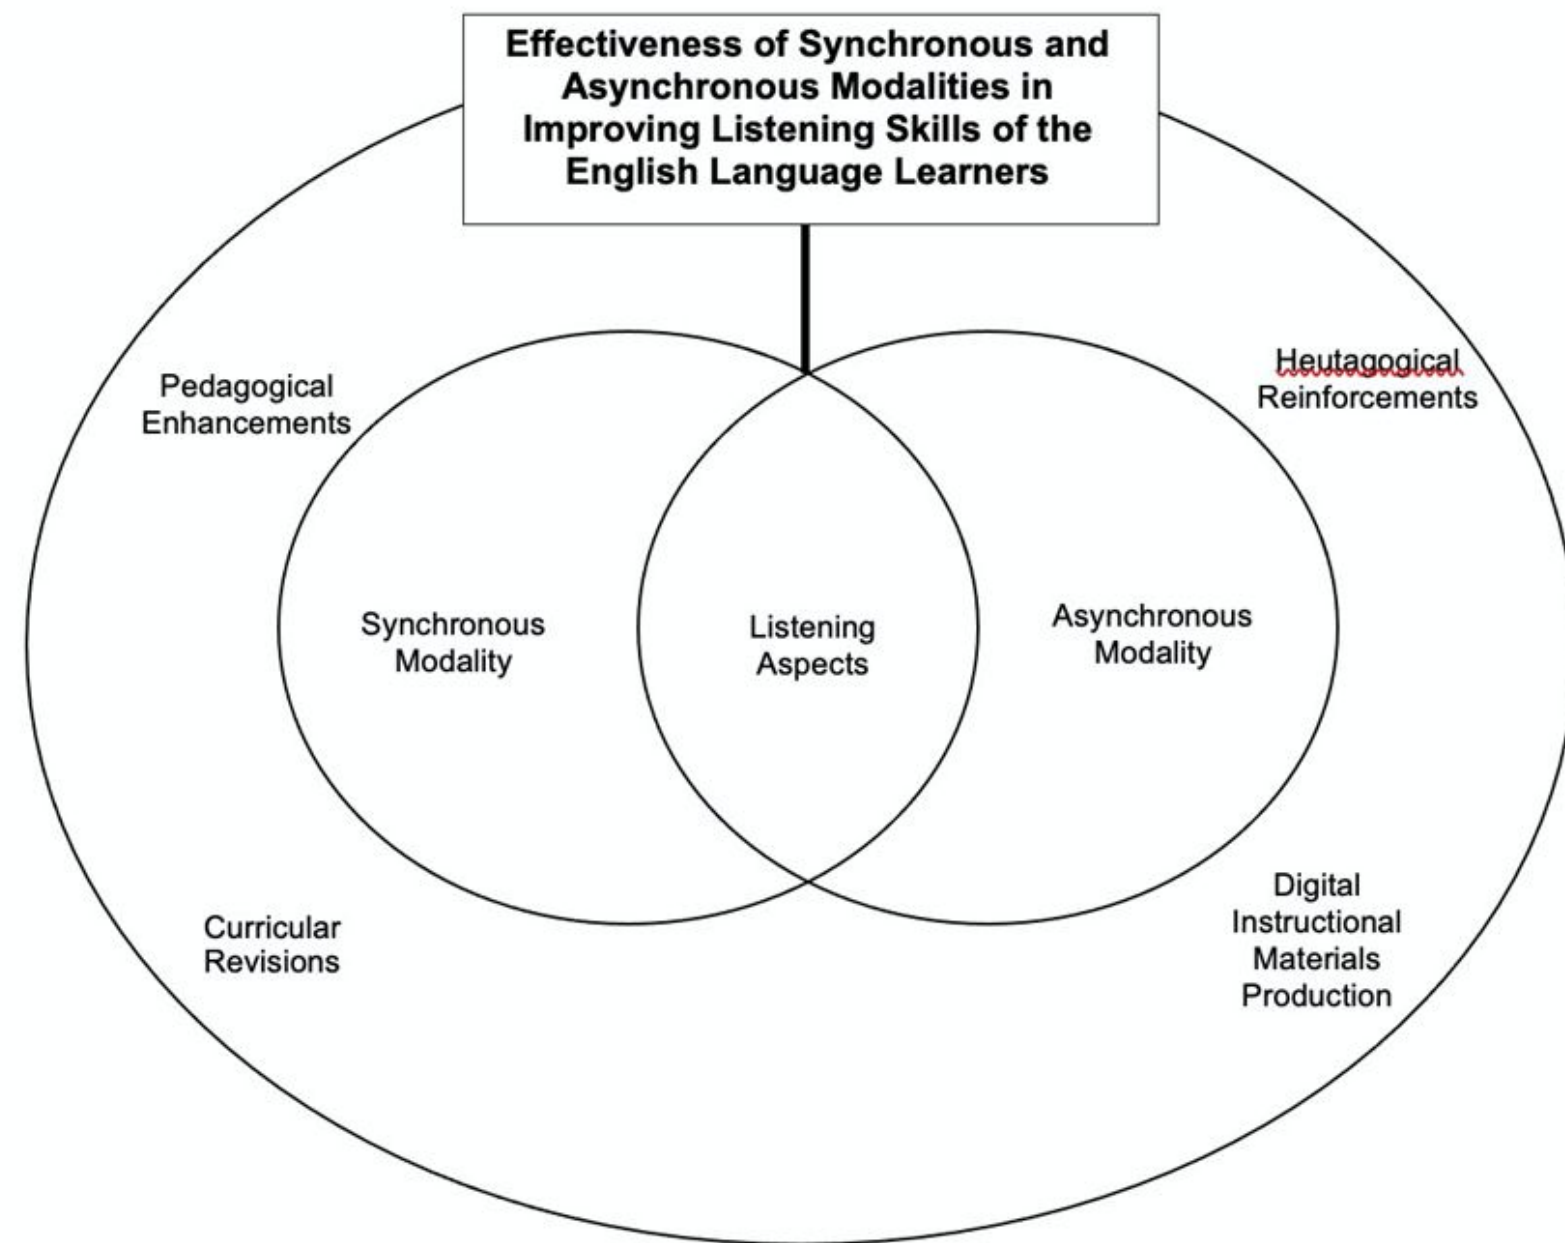 Effectiveness of Synchronous and
Asynchronous Modalities in
Improving Listening Skills of the
English Language Learners
Pedagogical
Enhancements
Heutagogical
Reinforcements
Synchronous
Modality
Listening
Aspects
Asynchronous
Modality
Curricular
Revisions
Digital
Instructional
Materials
Production